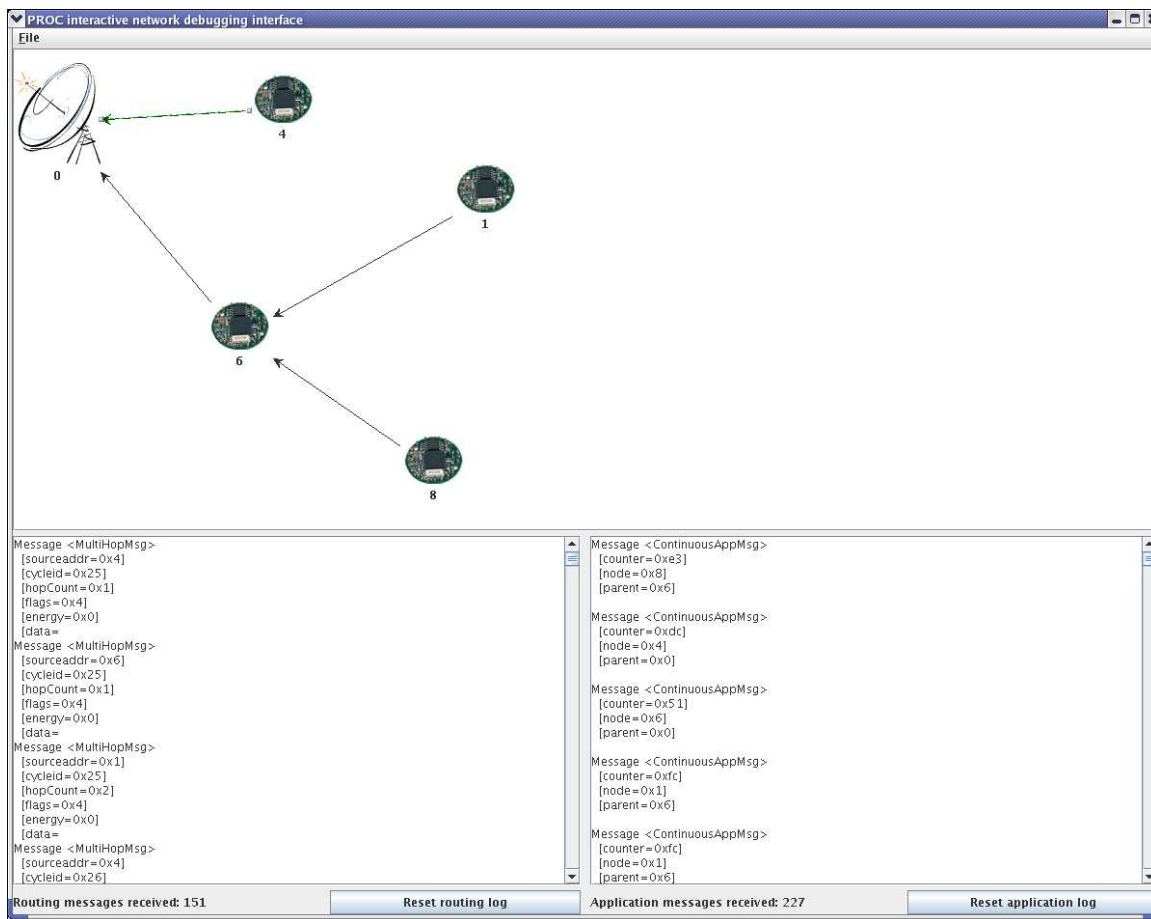 PROC interactive network debugging interface
File
4
0
1
6
8
Message <MultiHopMsg>
[sourceaddr=0x4]
[cycleid=0x25]
[hopCount=0x1]
[flags=0x4]
[energy=0x0]
[data=
Message <MultiHopMsg>
[sourceaddr=0x6]
[cycleid=0x25]
[hopCount=0x1]
[flags=0x4]
[energy=0x0]
[data=
Message <MultiHopMsg>
[sourceaddr=0x1]
[cycleid=0x25]
[hopCount=0x2]
[flags=0x4]
[energy=0x0]
[data=
Message <MultiHopMsg>
[sourceaddr=0x4]
[cycleid=0x26]
Message <ContinuousAppMsg>
[counter=0xe3]
[node=0x8]
[parent=0x6]
Message <ContinuousAppMsg>
[counter=0xdc]
[node=0x4]
[parent=0x0]
Message <ContinuousAppMsg>
[counter=0x51]
[node=0x6]
[parent=0x0]
Message <ContinuousAppMsg>
[counter=0xfc]
[node=0x1]
[parent=0x6]
Message <ContinuousAppMsg>
[counter=0xfc]
[node=0x1]
[parent=0x6]
Routing messages received: 151
Reset routing log
Application messages received: 227
Reset application log